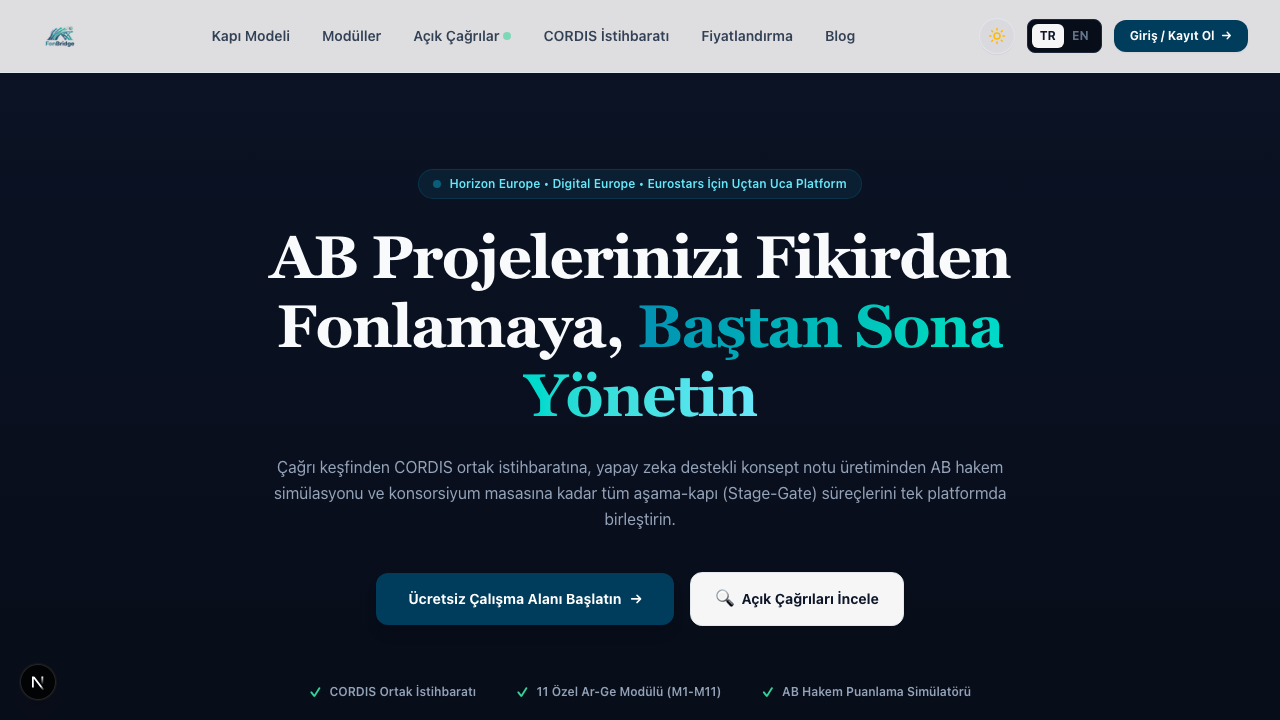 FonBridge
Kapı Modeli
Modüller
Açık Çağrılar
CORDIS İstihbaratı
Fiyatlandırma
Blog
TR
EN
Giriş / Kayıt Ol →
Horizon Europe • Digital Europe • Eurostars İçin Uçtan Uca Platform
AB Projelerinizi Fikirden
Fonlamaya, Baştan Sona
Yönetin
Çağrı keşfinden CORDIS ortak istihbaratına, yapay zeka destekli konsept notu üretiminden AB hakem
simülasyonu ve konsorsiyum masasına kadar tüm aşama-kapı (Stage-Gate) süreçlerini tek platformda
birleştirin.
Ücretsiz Çalışma Alanı Başlatın →
🔍 Açık Çağrıları İncele
N
✓ CORDIS Ortak İstihbaratı
✓ 11 Özel Ar-Ge Modülü (M1-M11)
✓ AB Hakem Puanlama Simülatörü